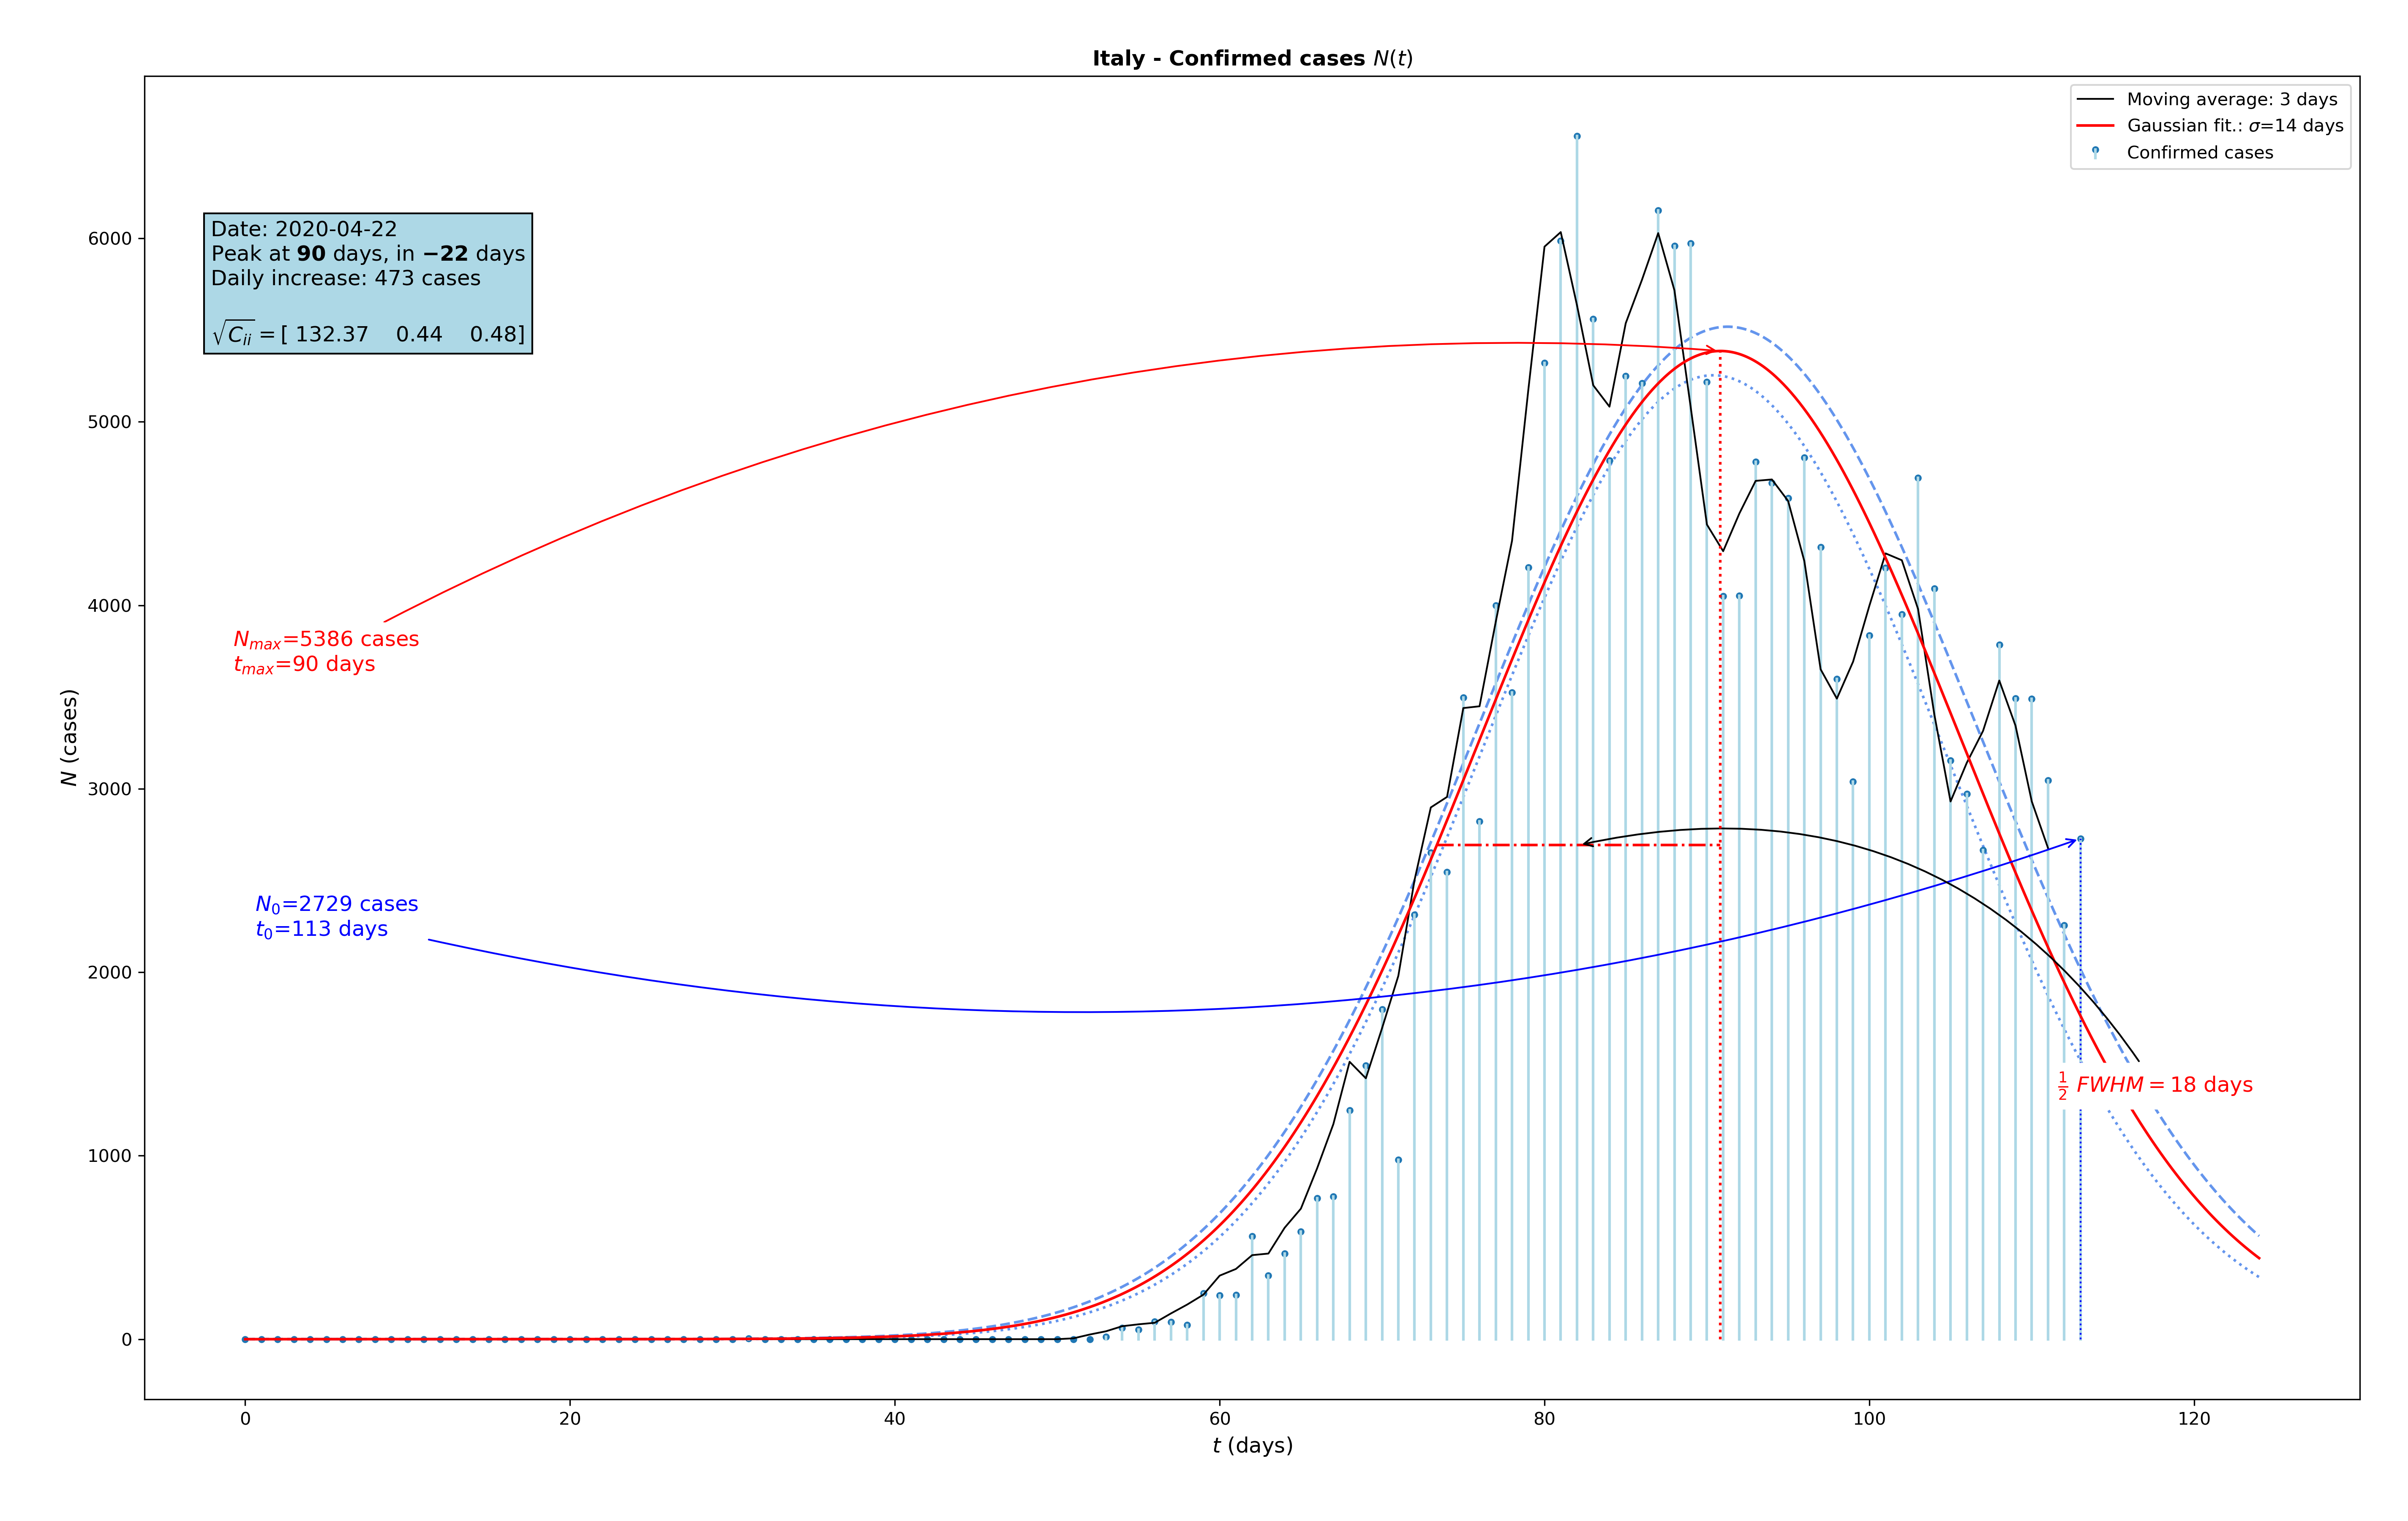 Italy - Confirmed cases N(t)
Moving average: 3 days
Gaussian fit.: σ=14 days
Confirmed cases
Date: 2020-04-22
Peak at 90 days, in −22 days
Daily increase: 473 cases
√C_ii = [ 132.37 0.44 0.48]
N_max=5386 cases
t_max=90 days
N_0=2729 cases
t_0=113 days
½ FWHM = 18 days
N (cases)
6000
5000
4000
3000
2000
1000
0
0 20 40 60 80 100 120
t (days)